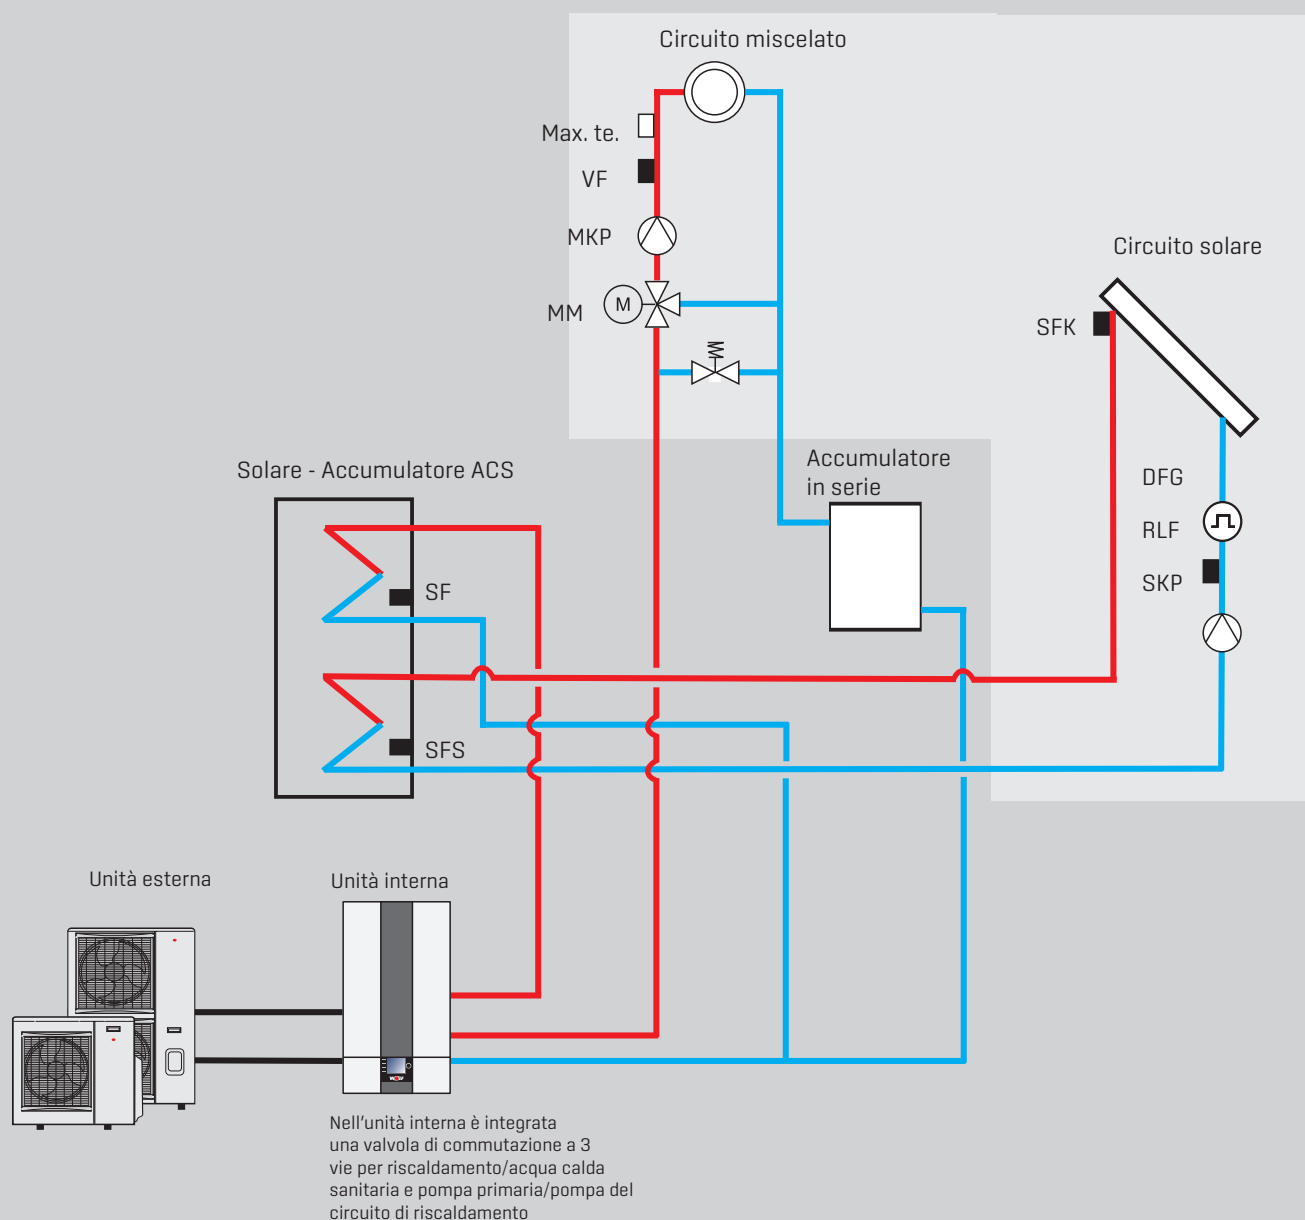 Circuito miscelato
Max. te.
VF
MKP
MM
M
Circuito solare
SFK
Solare - Accumulatore ACS
Accumulatore
in serie
DFG
RLF
SKP
SF
SFS
Unità esterna
Unità interna
WOLF
Nell'unità interna è integrata
una valvola di commutazione a 3
vie per riscaldamento/acqua calda
sanitaria e pompa primaria/pompa del
circuito di riscaldamento